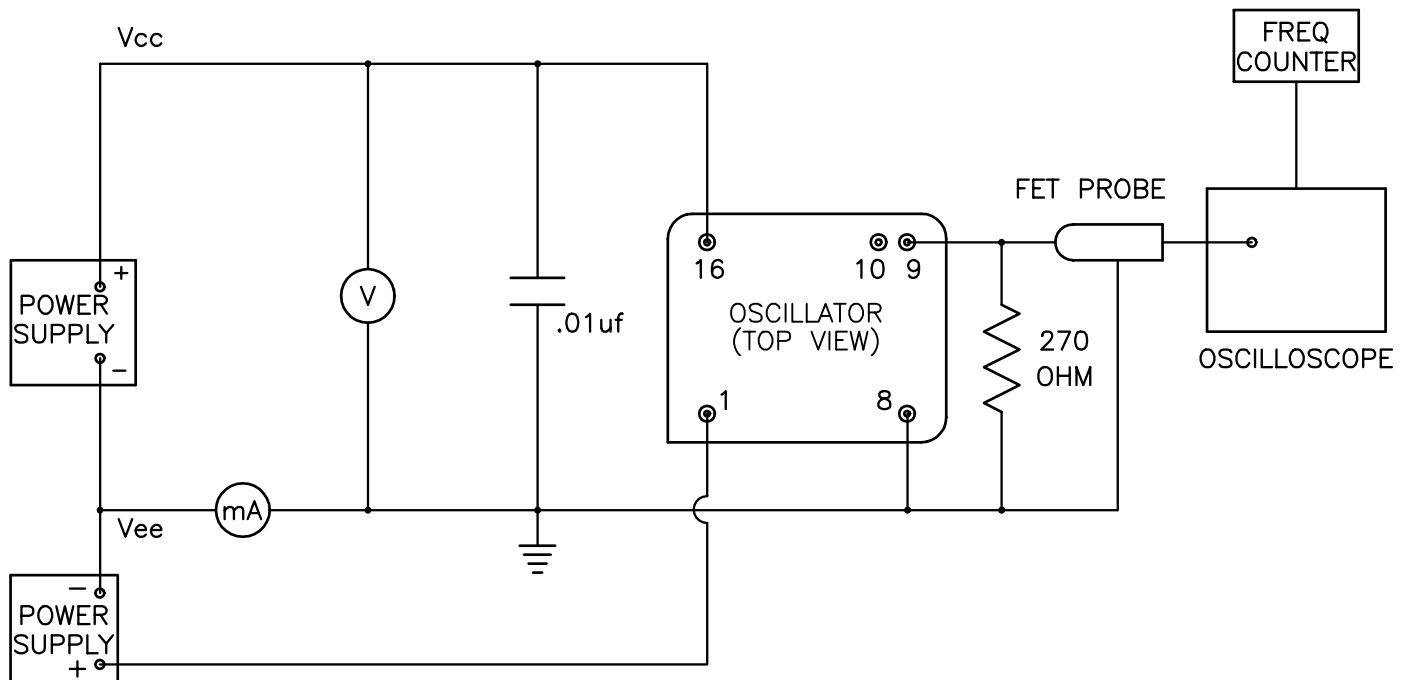 Vcc
FREQ
COUNTER
FET PROBE
+
POWER
SUPPLY
-
V
.01uf
16
10
9
OSCILLATOR
(TOP VIEW)
1
8
270
OHM
OSCILLOSCOPE
mA
Vee
-
POWER
SUPPLY
+